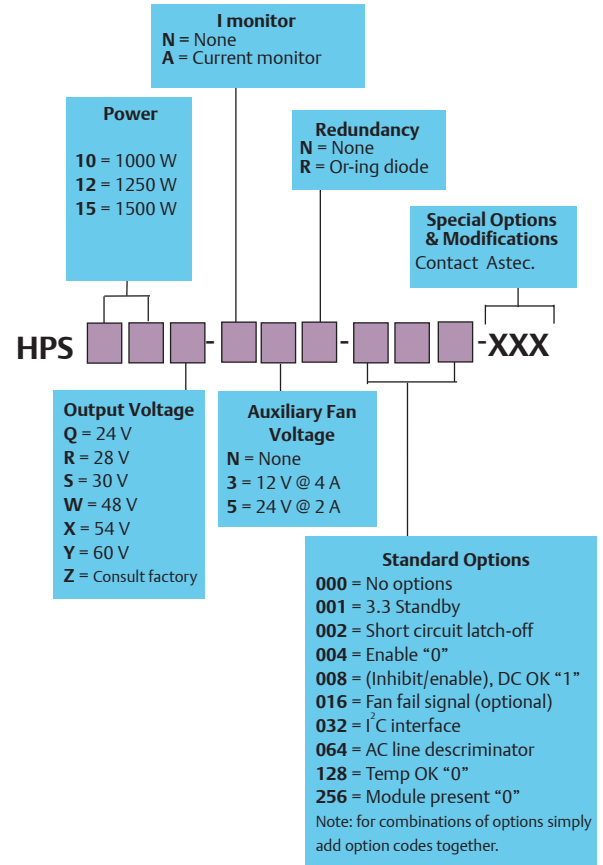 I monitor
N = None
A = Current monitor
Power
10 = 1000 W
12 = 1250 W
15 = 1500 W
Redundancy
N = None
R = Or-ing diode
Special Options
& Modifications
Contact Astec.
HPS - - -XXX
Output Voltage
Q = 24 V
R = 28 V
S = 30 V
W = 48 V
X = 54 V
Y = 60 V
Z = Consult factory
Auxiliary Fan
Voltage
N = None
3 = 12 V @ 4 A
5 = 24 V @ 2 A
Standard Options
000 = No options
001 = 3.3 Standby
002 = Short circuit latch-off
004 = Enable “0”
008 = (Inhibit/enable), DC OK “1”
016 = Fan fail signal (optional)
032 = I²C interface
064 = AC line descriminator
128 = Temp OK “0”
256 = Module present “0”
Note: for combinations of options simply
add option codes together.